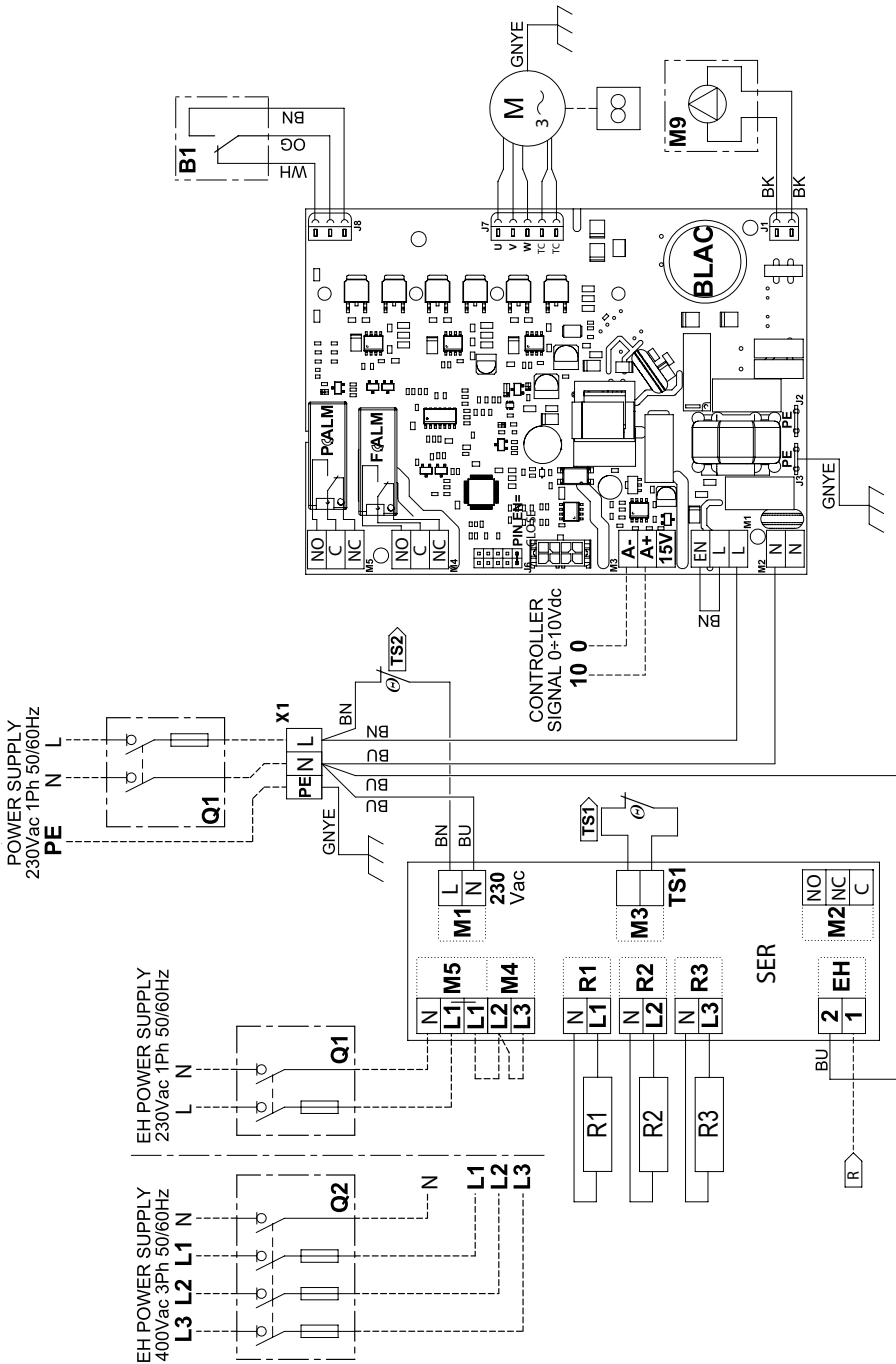 POWER SUPPLY
230Vac 1Ph 50/60Hz
PE N L
Q1
X1
PE N L
GNYE
BU
BU
BU
BN
BN
TS2
B1
WH
OG
BN
J8
GNYE
M
3~
M9
BK
BK
J7
U
V
W
TC
TC
J1
BLAC
P.ALM
F.ALM
NO
C
NC
M5
NO
C
NC
M4
PIN EN=
CLOSE
J6
M3
A-
A+
15V
EN
L
L
M1
M2
N
N
BN
J3
J2
PE
PE
GNYE
CONTROLLER
SIGNAL 0÷10Vdc
10 0
EH POWER SUPPLY
230Vac 1Ph 50/60Hz
L N
Q1
EH POWER SUPPLY
400Vac 3Ph 50/60Hz
L3 L2 L1 N
Q2
N
L1
L2
L3
BN
BU
M1
L
N
230
Vac
M5
N
L1
M4
L1
L2
L3
M3
TS1
TS1
R1
N
L1
R2
N
L2
R3
N
L3
R1
R2
R3
SER
M2
NO
NC
C
EH
2
1
BU
R